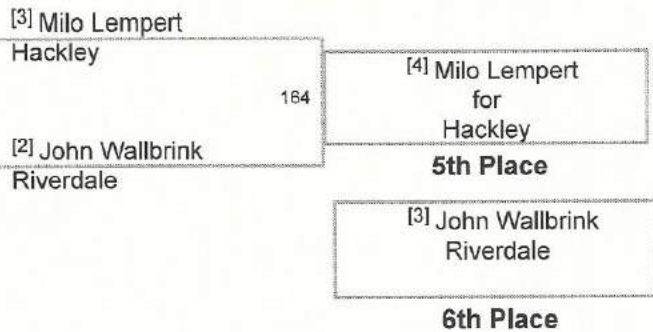 [3] Milo Lempert
Hackley
164
[2] John Wallbrink
Riverdale
[4] Milo Lempert
for
Hackley
5th Place
[3] John Wallbrink
Riverdale
6th Place